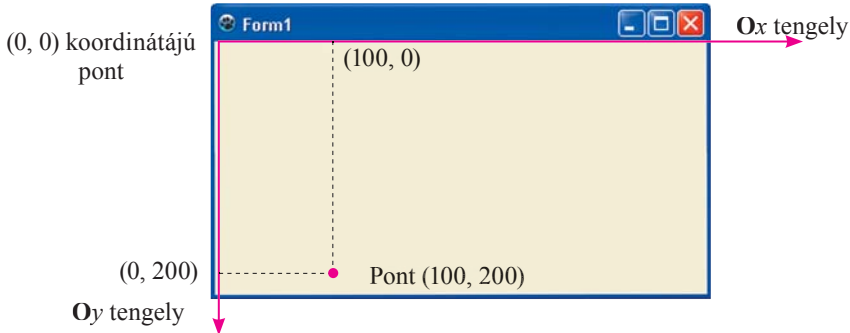 Form1
Ox tengely
(0, 0) koordinátájú
pont
(100, 0)
(0, 200)
Pont (100, 200)
Oy tengely